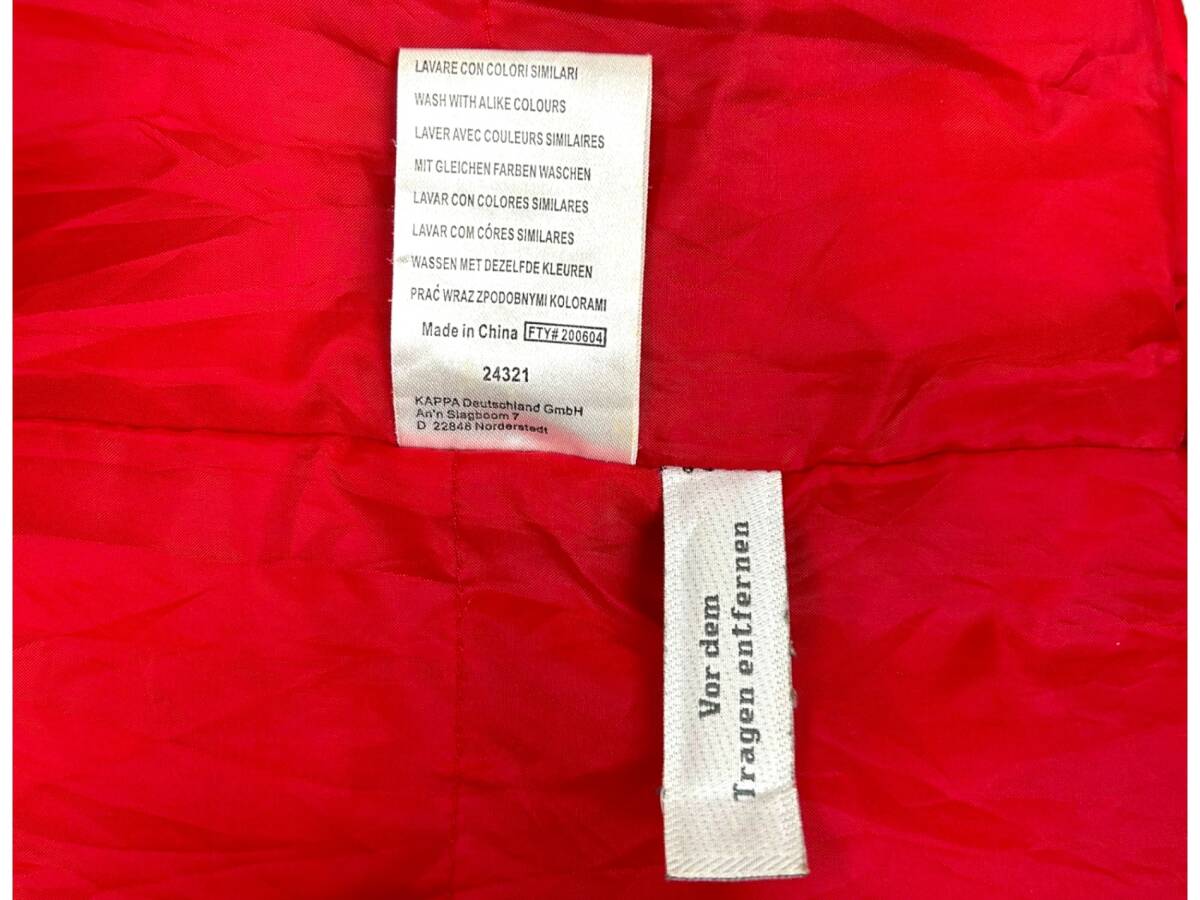 LAVARE CON COLORI SIMILARI
WASH WITH ALIKE COLOURS
LAVER AVEC COULEURS SIMILAIRES
MIT GLEICHEN FARBEN WASCHEN
LAVAR CON COLORES SIMILARES
LAVAR COM CÓRES SIMILARES
WASSEN MET DEZELFDE KLEUREN
PRAĆ WRAZ ZPODOBNYMI KOLORAMI
Made in China FTY# 200604
24321
KAPPA Deutschland GmbH
An'n Slagboom 7
D 22848 Norderstedt
Vor dem
Tragen entfernen